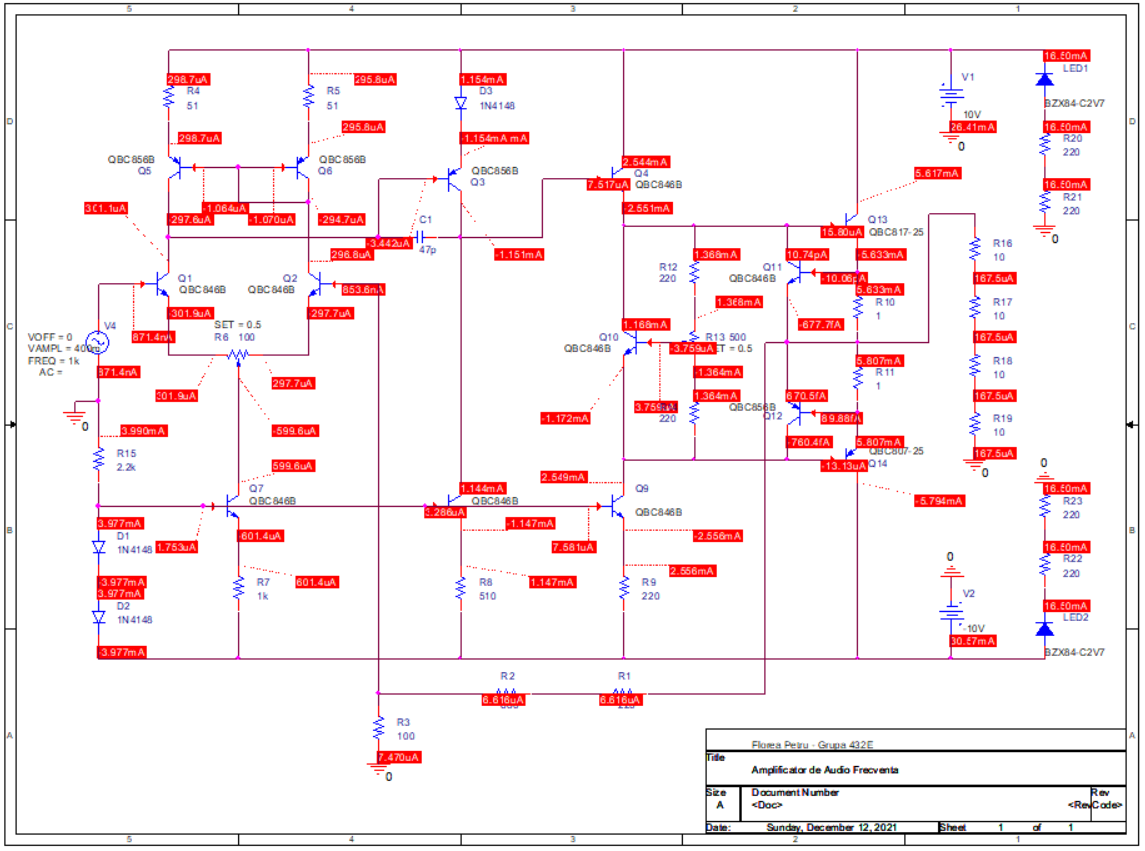 5
4
3
2
1
298.7uA
R4
51
295.8uA
R5
51
1.154mA
D3
1N4148
V1
10V
26.41mA
0
16.50mA
LED1
BZX84-C2V7
D
D
298.7uA
295.8uA
-1.154mA mA
16.50mA
R20
220
QBC856B
Q5
QBC856B
Q6
QBC856B
Q3
2.544mA
Q4
7.517uA
QBC846B
5.617mA
16.50mA
R21
220
0
301.1uA
-297.6uA
-1.064uA
-1.070uA
-294.7uA
C1
47p
-3.442uA
-2.551mA
15.80uA
Q13
QBC817-25
296.8uA
-1.151mA
1.368mA
R12
220
10.74pA
Q11
QBC846B
-5.633mA
R16
10
Q1
QBC846B
Q2
QBC846B
853.6nA
5.633mA
R10
1
167.5uA
R17
10
-301.9uA
-297.7uA
1.368mA
-677.7fA
C
C
VOFF = 0
FREQ = 1k
AC =
V4
871.4nA
SET = 0.5
R6 100
1.168mA
Q10
QBC846B
R13 500
-3.759uA
167.5uA
R18
10
871.4nA
301.9uA
297.7uA
-1.364mA
5.807mA
R11
1
167.5uA
R19
10
0
3.990mA
R15
2.2k
-599.6uA
-1.172mA
1.364mA
220
QBC856B
Q12
670.5fA
89.88fA
-760.4fA
5.807mA
QBC807-25
Q14
-13.13uA
167.5uA
0
0
599.6uA
Q7
QBC846B
1.144mA
QBC846B
3.286uA
2.549mA
Q9
QBC846B
-5.794mA
16.50mA
R23
220
B
B
3.977mA
D1
1N4148
1.753uA
-601.4uA
-1.147mA
7.581uA
-2.556mA
16.50mA
R22
220
-3.977mA
3.977mA
D2
1N4148
R7
1k
601.4uA
R8
510
1.147mA
R9
220
2.556mA
0
V2
-10V
30.57mA
16.50mA
LED2
BZX84-C2V7
-3.977mA
R2
6.616uA
R1
6.616uA
R3
100
7.470uA
0
A
A
Florea Petru - Grupa 432E
Title
Amplificator de Audio Frecventa
Size
A
Document Number
<Doc>
Rev
<RevCode>
Date:
Sunday, December 12, 2021
Sheet
1
of
1
5
4
3
2
1